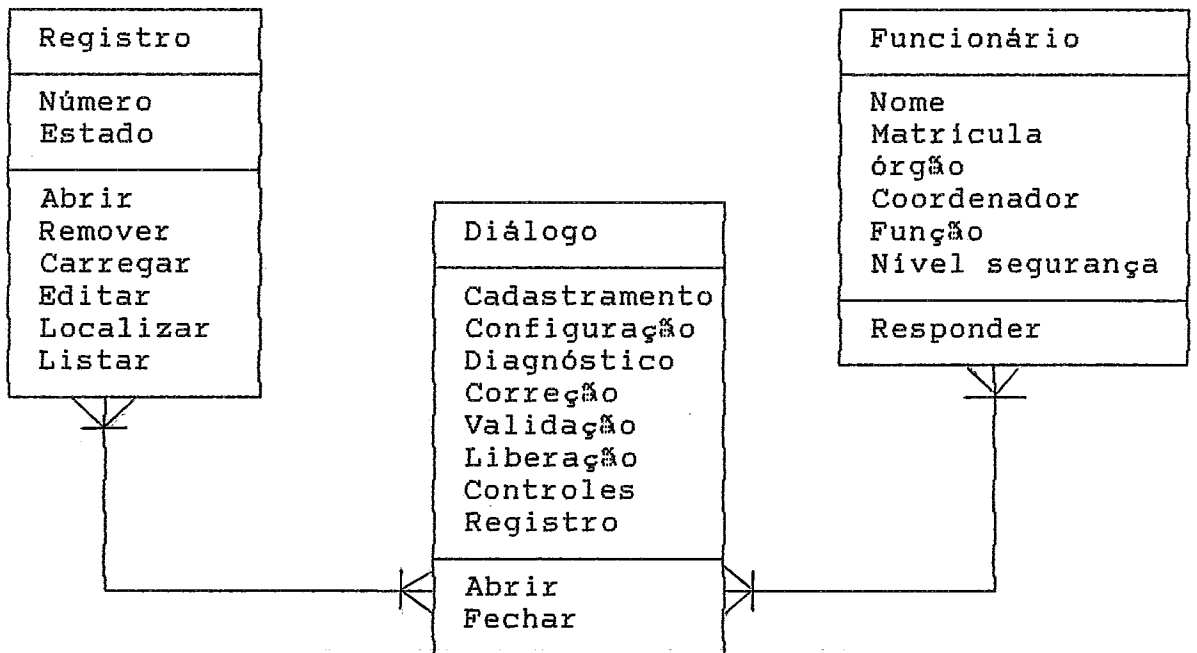 Registro
Número
Estado
Abrir
Remover
Carregar
Editar
Localizar
Listar
Diálogo
Cadastramento
Configuração
Diagnóstico
Correção
Validação
Liberação
Controles
Registro
Abrir
Fechar
Funcionário
Nome
Matrícula
órgão
Coordenador
Função
Nível segurança
Responder